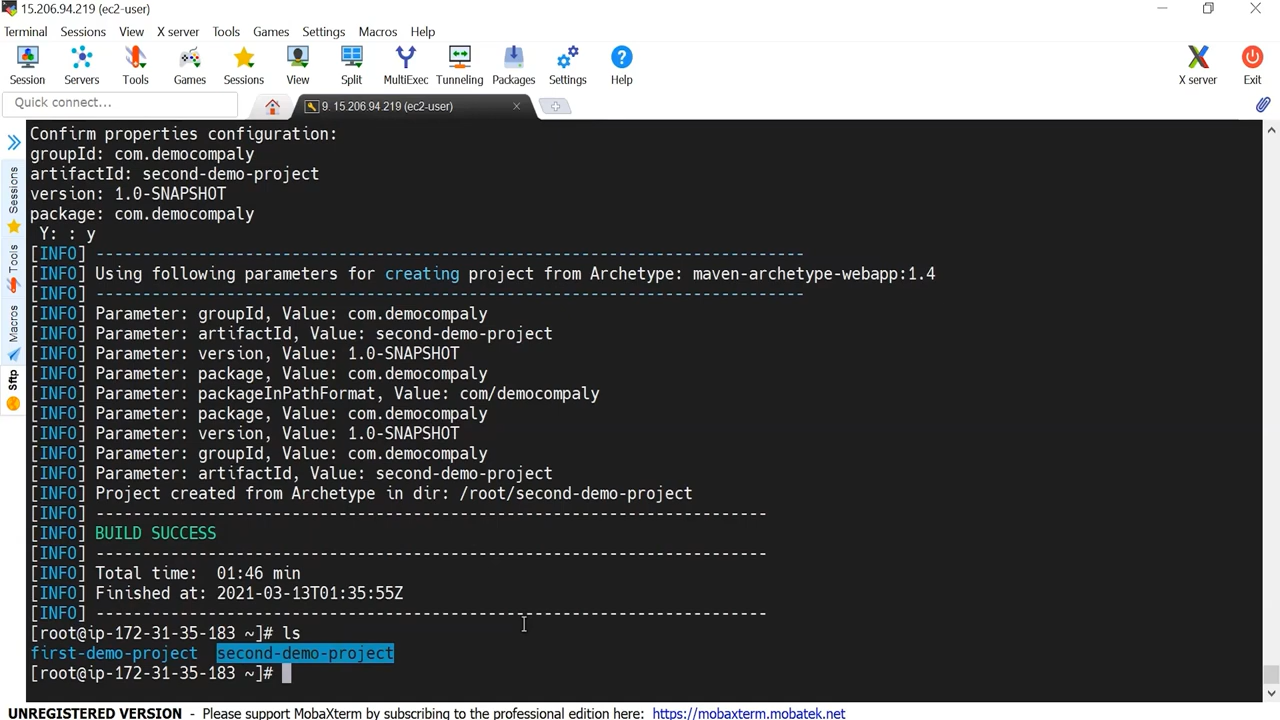 15.206.94.219 (ec2-user)
Terminal Sessions View X server Tools Games Settings Macros Help
Session Servers Tools Games Sessions View Split MultiExec Tunneling Packages Settings Help X server Exit
Quick connect... 9. 15.206.94.219 (ec2-user)
Sessions
Tools
Macros
Sftp
Confirm properties configuration:
groupId: com.democompaly
artifactId: second-demo-project
version: 1.0-SNAPSHOT
package: com.democompaly
Y: : y
[INFO] ----------------------------------------------------------------------------
[INFO] Using following parameters for creating project from Archetype: maven-archetype-webapp:1.4
[INFO] ----------------------------------------------------------------------------
[INFO] Parameter: groupId, Value: com.democompaly
[INFO] Parameter: artifactId, Value: second-demo-project
[INFO] Parameter: version, Value: 1.0-SNAPSHOT
[INFO] Parameter: package, Value: com.democompaly
[INFO] Parameter: packageInPathFormat, Value: com/democompaly
[INFO] Parameter: package, Value: com.democompaly
[INFO] Parameter: version, Value: 1.0-SNAPSHOT
[INFO] Parameter: groupId, Value: com.democompaly
[INFO] Parameter: artifactId, Value: second-demo-project
[INFO] Project created from Archetype in dir: /root/second-demo-project
[INFO] ------------------------------------------------------------------------
[INFO] BUILD SUCCESS
[INFO] ------------------------------------------------------------------------
[INFO] Total time:  01:46 min
[INFO] Finished at: 2021-03-13T01:35:55Z
[INFO] ------------------------------------------------------------------------
[root@ip-172-31-35-183 ~]# ls
first-demo-project  second-demo-project
[root@ip-172-31-35-183 ~]#
UNREGISTERED VERSION - Please support MobaXterm by subscribing to the professional edition here: https://mobaxterm.mobatek.net